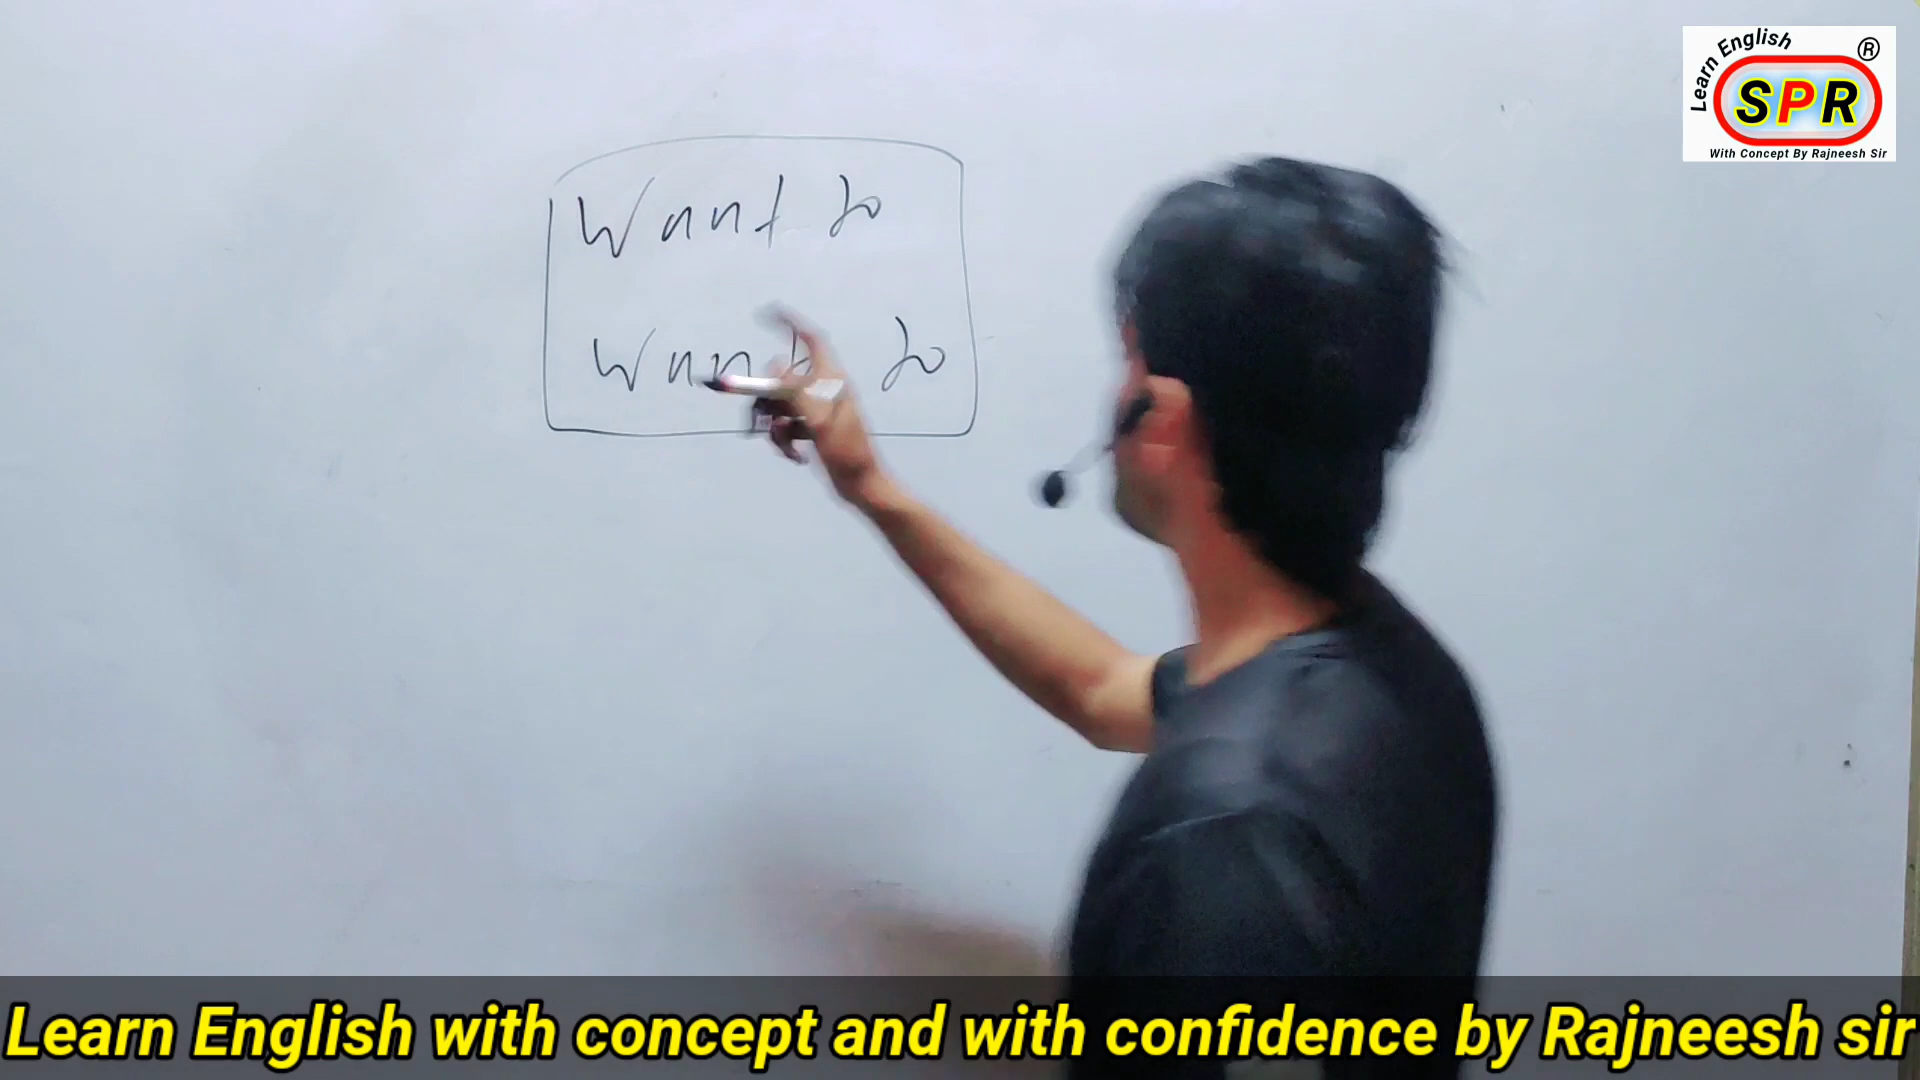 Learn English
®
SPR
With Concept By Rajneesh Sir
Want to
to
Learn English with concept and with confidence by Rajneesh sir